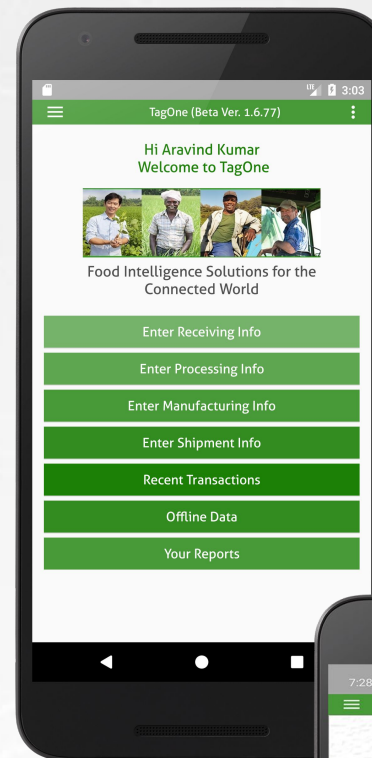 LTE 3:03
TagOne (Beta Ver. 1.6.77)
Hi Aravind Kumar
Welcome to TagOne
Food Intelligence Solutions for the
Connected World
Enter Receiving Info
Enter Processing Info
Enter Manufacturing Info
Enter Shipment Info
Recent Transactions
Offline Data
Your Reports
7:28